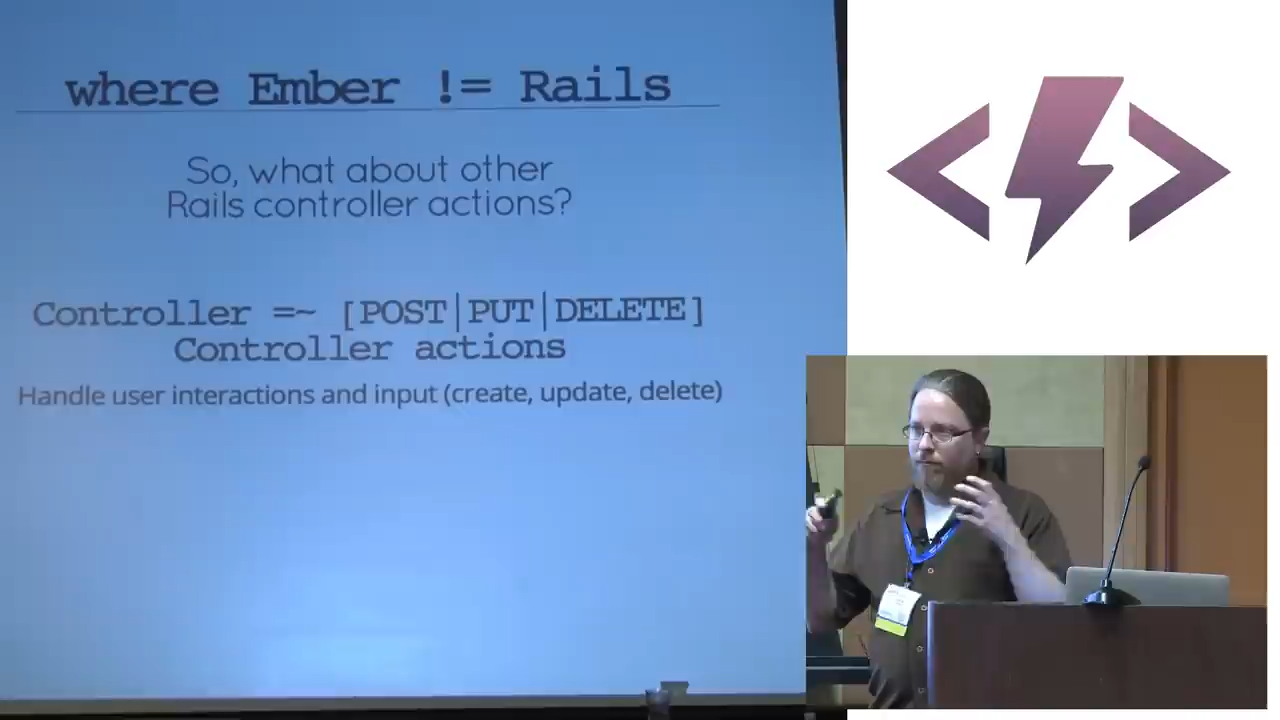 where Ember != Rails
So, what about other
Rails controller actions?
Controller =~ [POST|PUT|DELETE]
Controller actions
Handle user interactions and input (create, update, delete)